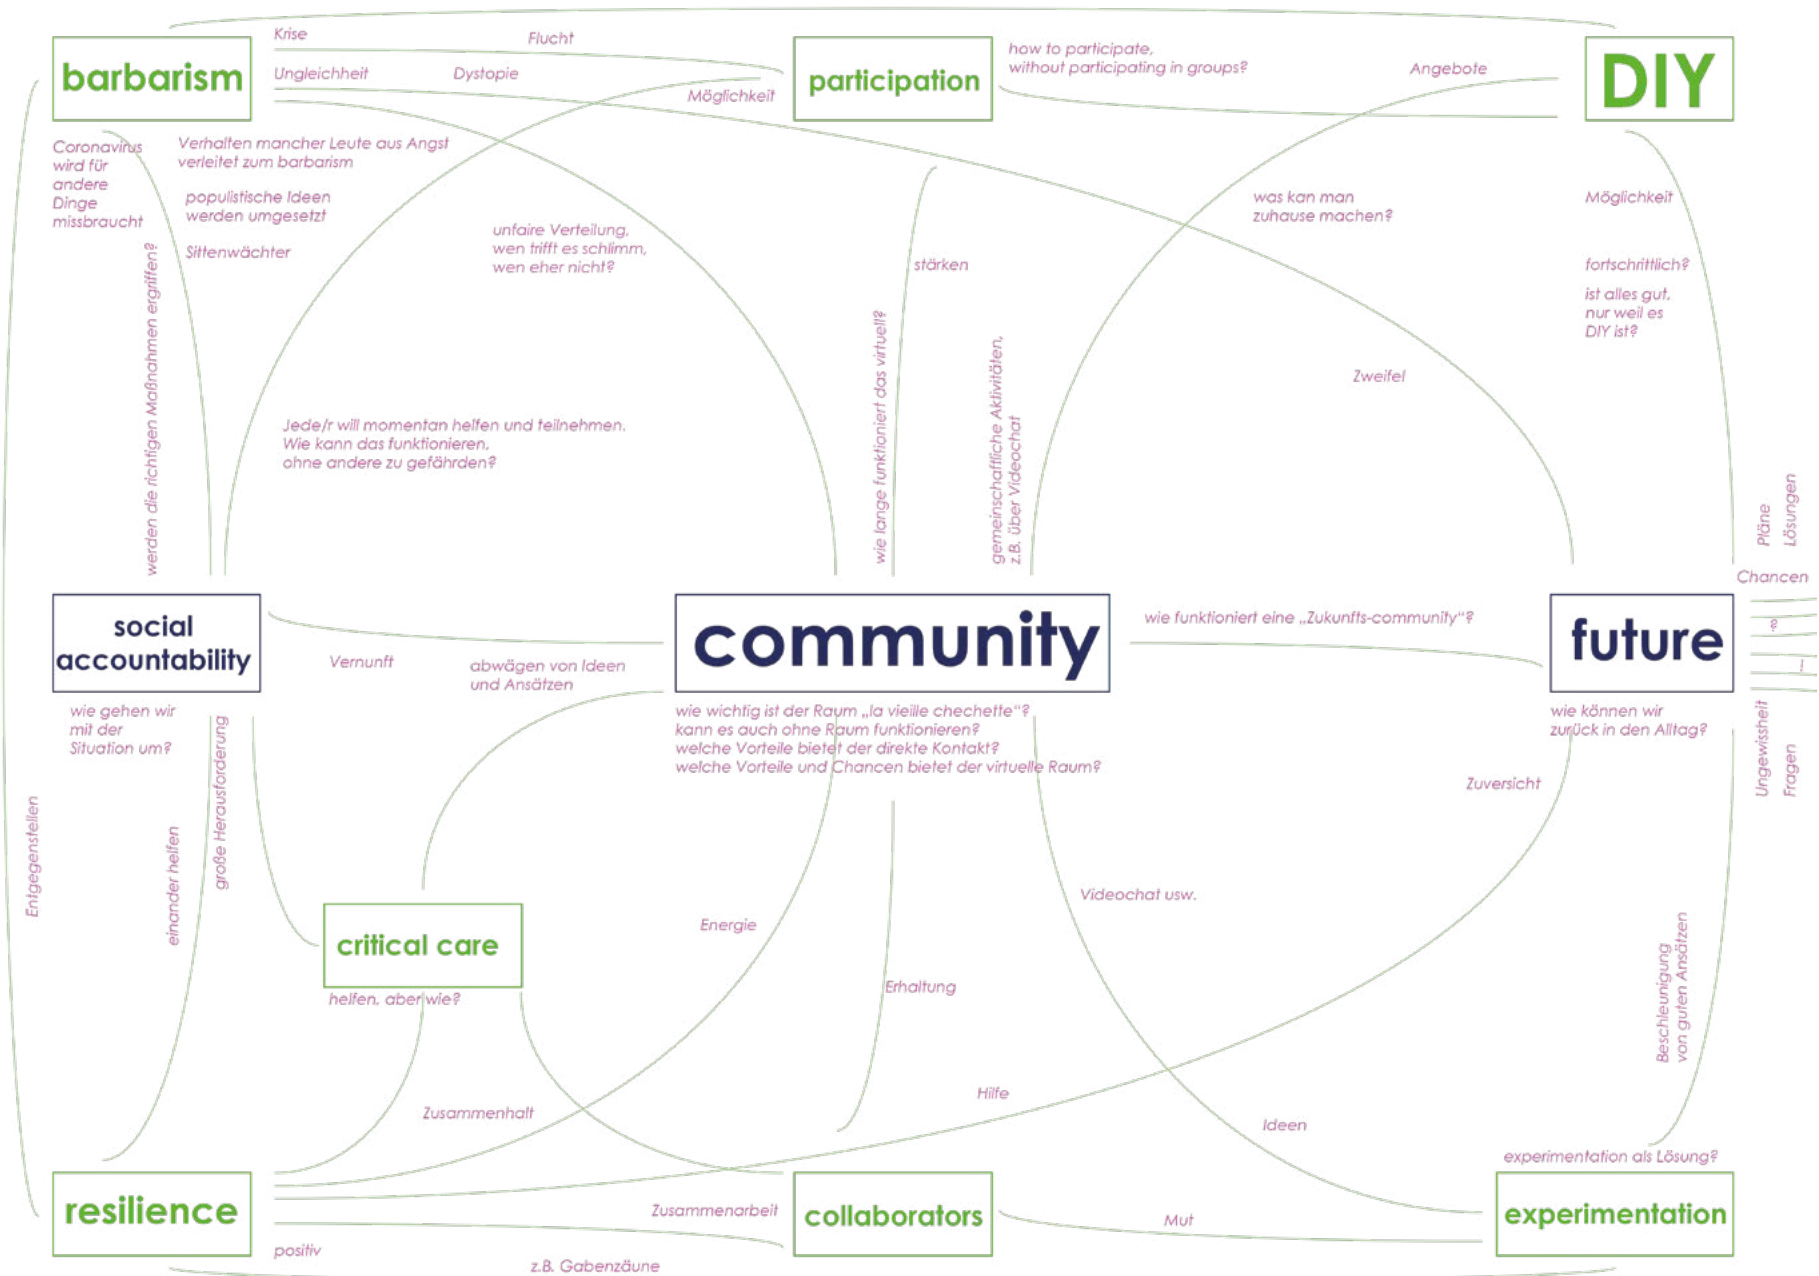 Krise
Flucht
barbarism
Ungleichheit
Dystopie
Möglichkeit
participation
how to participate,
without participating in groups?
Angebote
DIY
Coronavirus
wird für
andere
Dinge
missbraucht
Verhalten mancher Leute aus Angst
verleitet zum barbarism
populistische Ideen
werden umgesetzt
Sittenwächter
unfaire Verteilung,
wen trifft es schlimm,
wen eher nicht?
stärken
was kan man
zuhause machen?
Möglichkeit
fortschrittlich?
ist alles gut,
nur weil es
DIY ist?
werden die richtigen Maßnahmen ergriffen?
Jede/r will momentan helfen und teilnehmen.
Wie kann das funktionieren,
ohne andere zu gefährden?
wie lange funktioniert das virtuell?
gemeinschaftliche Aktivitäten,
z.B. über Videochat
Zweifel
Pläne
Lösungen
Chancen
social
accountability
Vernunft
abwägen von Ideen
und Ansätzen
community
wie funktioniert eine „Zukunfts-community“?
future
?
!
wie gehen wir
mit der
Situation um?
wie wichtig ist der Raum „la vieille chechette“?
kann es auch ohne Raum funktionieren?
welche Vorteile bietet der direkte Kontakt?
welche Vorteile und Chancen bietet der virtuelle Raum?
wie können wir
zurück in den Alltag?
Ungewissheit
Fragen
Zuversicht
Entgegenstellen
einander helfen
große Herausforderung
critical care
helfen, aber wie?
Energie
Videochat usw.
Erhaltung
Beschleunigung
von guten Ansätzen
Zusammenhalt
Hilfe
Ideen
experimentation als Lösung?
resilience
Zusammenarbeit
collaborators
Mut
experimentation
positiv
z.B. Gabenzäune